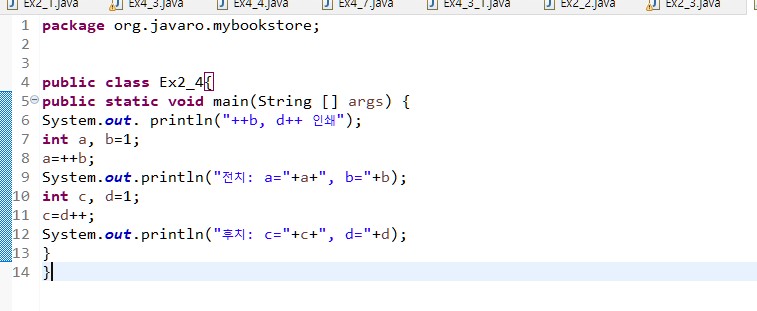 Ex2_1.java Ex4_3.java Ex4_4.java Ex4_7.java Ex4_3_1.java Ex2_2.java Ex2_3.java
1 package org.javaro.mybookstore;
2
3
4 public class Ex2_4{
5 public static void main(String [] args) {
6 System.out. println("++b, d++ 인쇄");
7 int a, b=1;
8 a=++b;
9 System.out.println("전치: a="+a+", b="+b);
10 int c, d=1;
11 c=d++;
12 System.out.println("후치: c="+c+", d="+d);
13 }
14 }